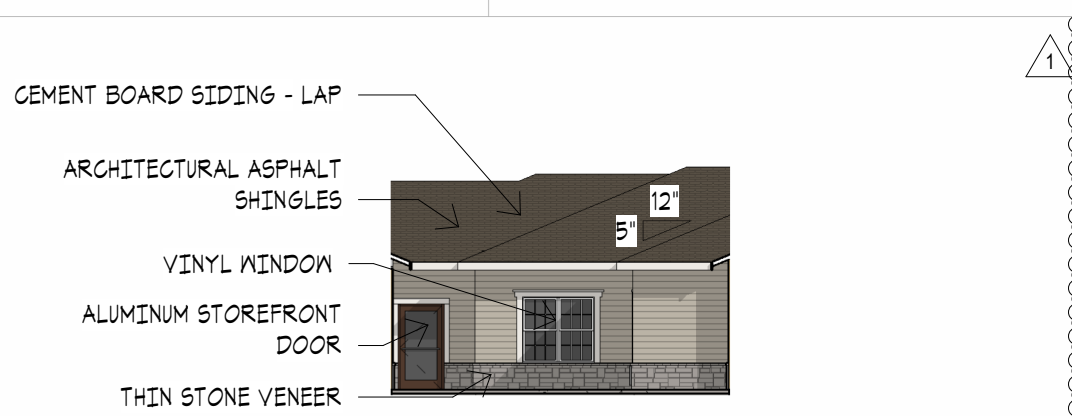 1
CEMENT BOARD SIDING - LAP
ARCHITECTURAL ASPHALT
SHINGLES
12"
5"
VINYL WINDOW
ALUMINUM STOREFRONT
DOOR
THIN STONE VENEER